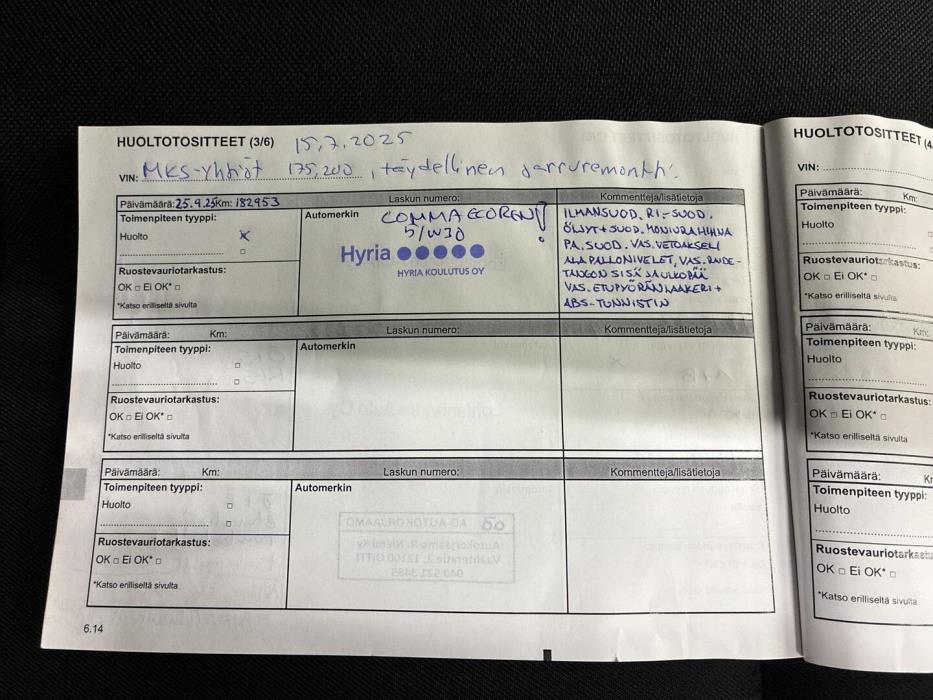 HUOLTOTOSITTEET (3/6) 15.7.2025
VIN: MKS-Yhtiöt 175,200, täydellinen jarruremontti.
Päivämäärä: 25.9.25 Km: 182953 Laskun numero: Kommentteja/lisätietoja
Toimenpiteen tyyppi:
Huolto X
Ruostevauriotarkastus:
OK □ Ei OK* □
*Katso erilliseltä sivulta
Automerkin COMMA ECOREN!
5/W30
Hyria
HYRIA KOULUTUS OY
ILMANSUOD. RI-SUOD.
ÖLJYT + SUOD. MONIURAHIHNA
PA. SUOD. VAS. VETOAKSELI
ALAPALLONIVELET, VAS. RAIDE-
TANGON SISÄ JA ULKOPÄÄ
VAS. ETUPYÖRÄN LAAKERI +
ABS-TUNNISTIN
Päivämäärä: Km: Laskun numero: Kommentteja/lisätietoja
Toimenpiteen tyyppi:
Huolto □
□
Ruostevauriotarkastus:
OK □ Ei OK* □
*Katso erilliseltä sivulta
Automerkin
Päivämäärä: Km: Laskun numero: Kommentteja/lisätietoja
Toimenpiteen tyyppi:
Huolto □
□
Ruostevauriotarkastus:
OK □ Ei OK* □
*Katso erilliseltä sivulta
Automerkin
6.14
HUOLTOTOSITTEET (4
VIN:
Päivämäärä: Km:
Toimenpiteen tyyppi:
Huolto
Ruostevauriotarkastus:
OK □ Ei OK* □
*Katso erilliseltä sivulta
Päivämäärä: Km:
Toimenpiteen tyyppi:
Huolto
Ruostevauriotarkastus:
OK □ Ei OK* □
*Katso erilliseltä sivulta
Päivämäärä:
Toimenpiteen tyyppi:
Huolto
OK □ Ei OK* □
*Katso erilliseltä sivulta